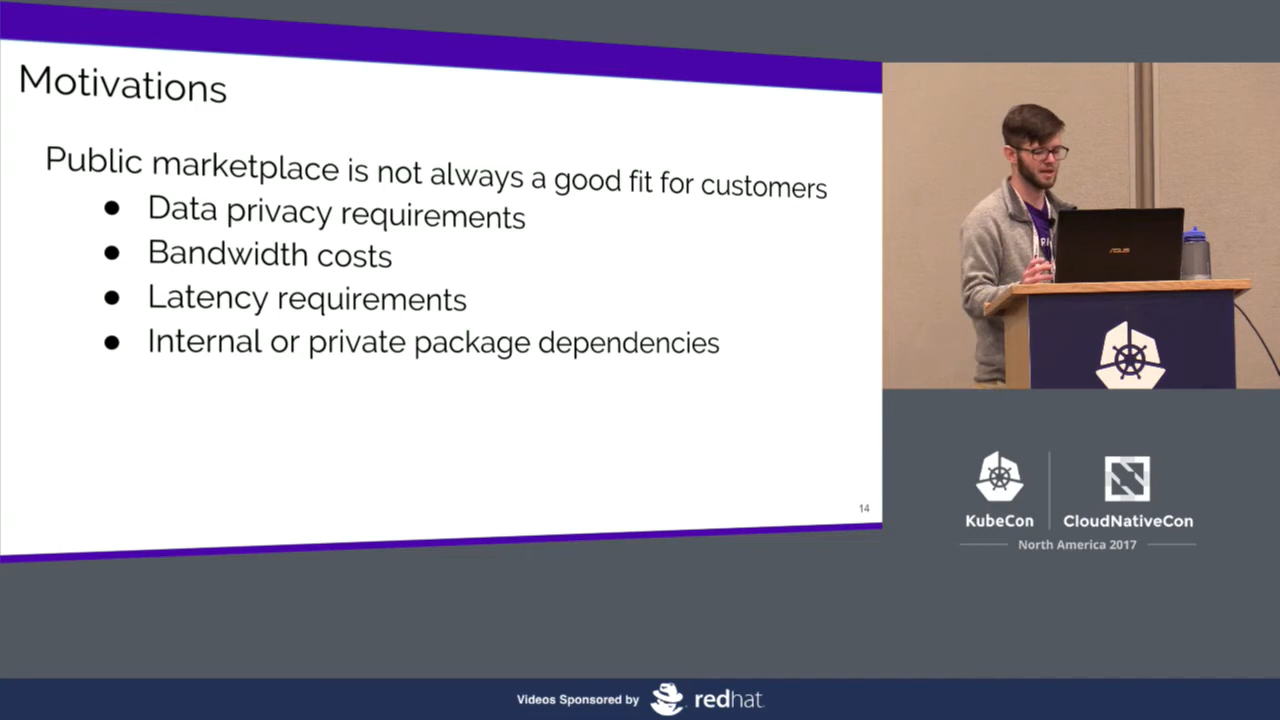 Motivations
Public marketplace is not always a good fit for customers
● Data privacy requirements
● Bandwidth costs
● Latency requirements
● Internal or private package dependencies
14
ASUS
KubeCon
CloudNativeCon
North America 2017
Videos Sponsored by
redhat